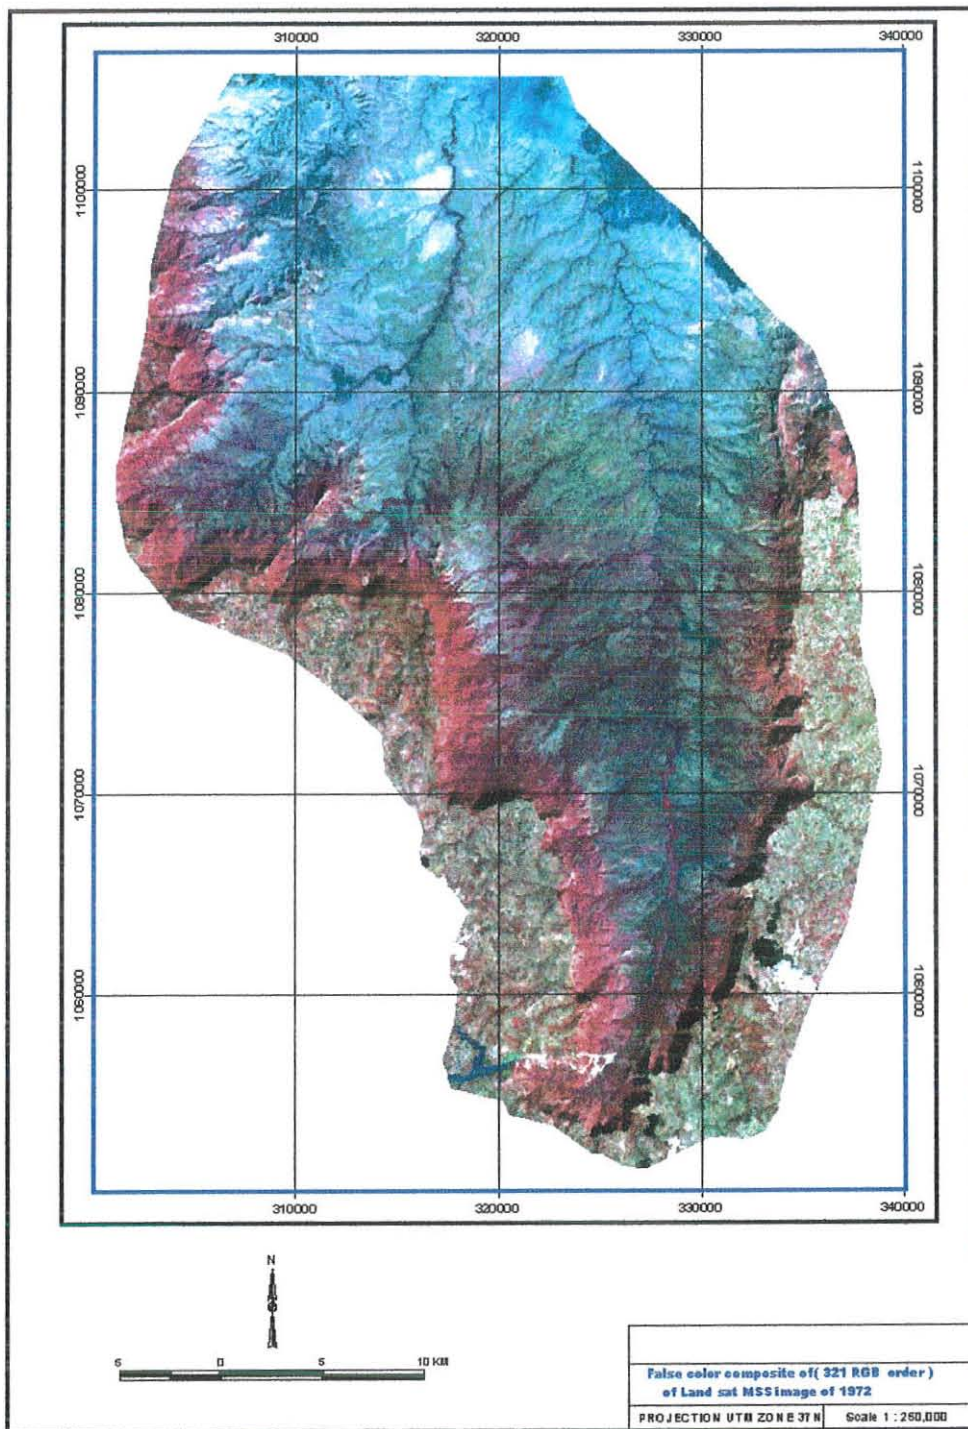 310000 320000 330000 340000
1100000 1100000
1090000 1090000
1080000 1080000
1070000 1070000
1060000 1060000
310000 320000 330000 340000
N
5 0 5 10 KM
False color composite of( 321 RGB order )
of Land sat MSS image of 1972
PROJECTION UTM ZONE 37 N
Scale 1 : 250,000